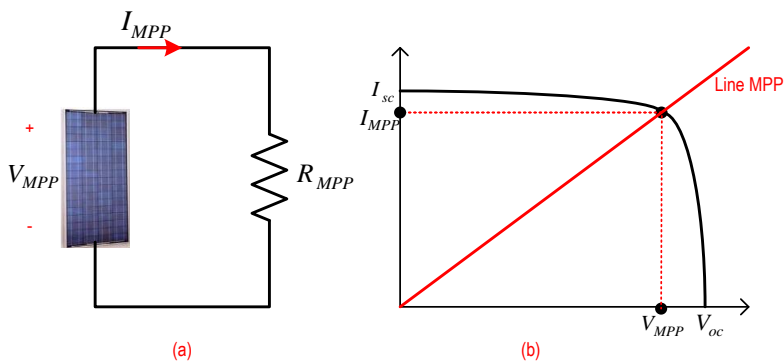 I_MPP
+
V_MPP
-
R_MPP
(a)
I_sc
I_MPP
Line MPP
V_MPP
V_oc
(b)